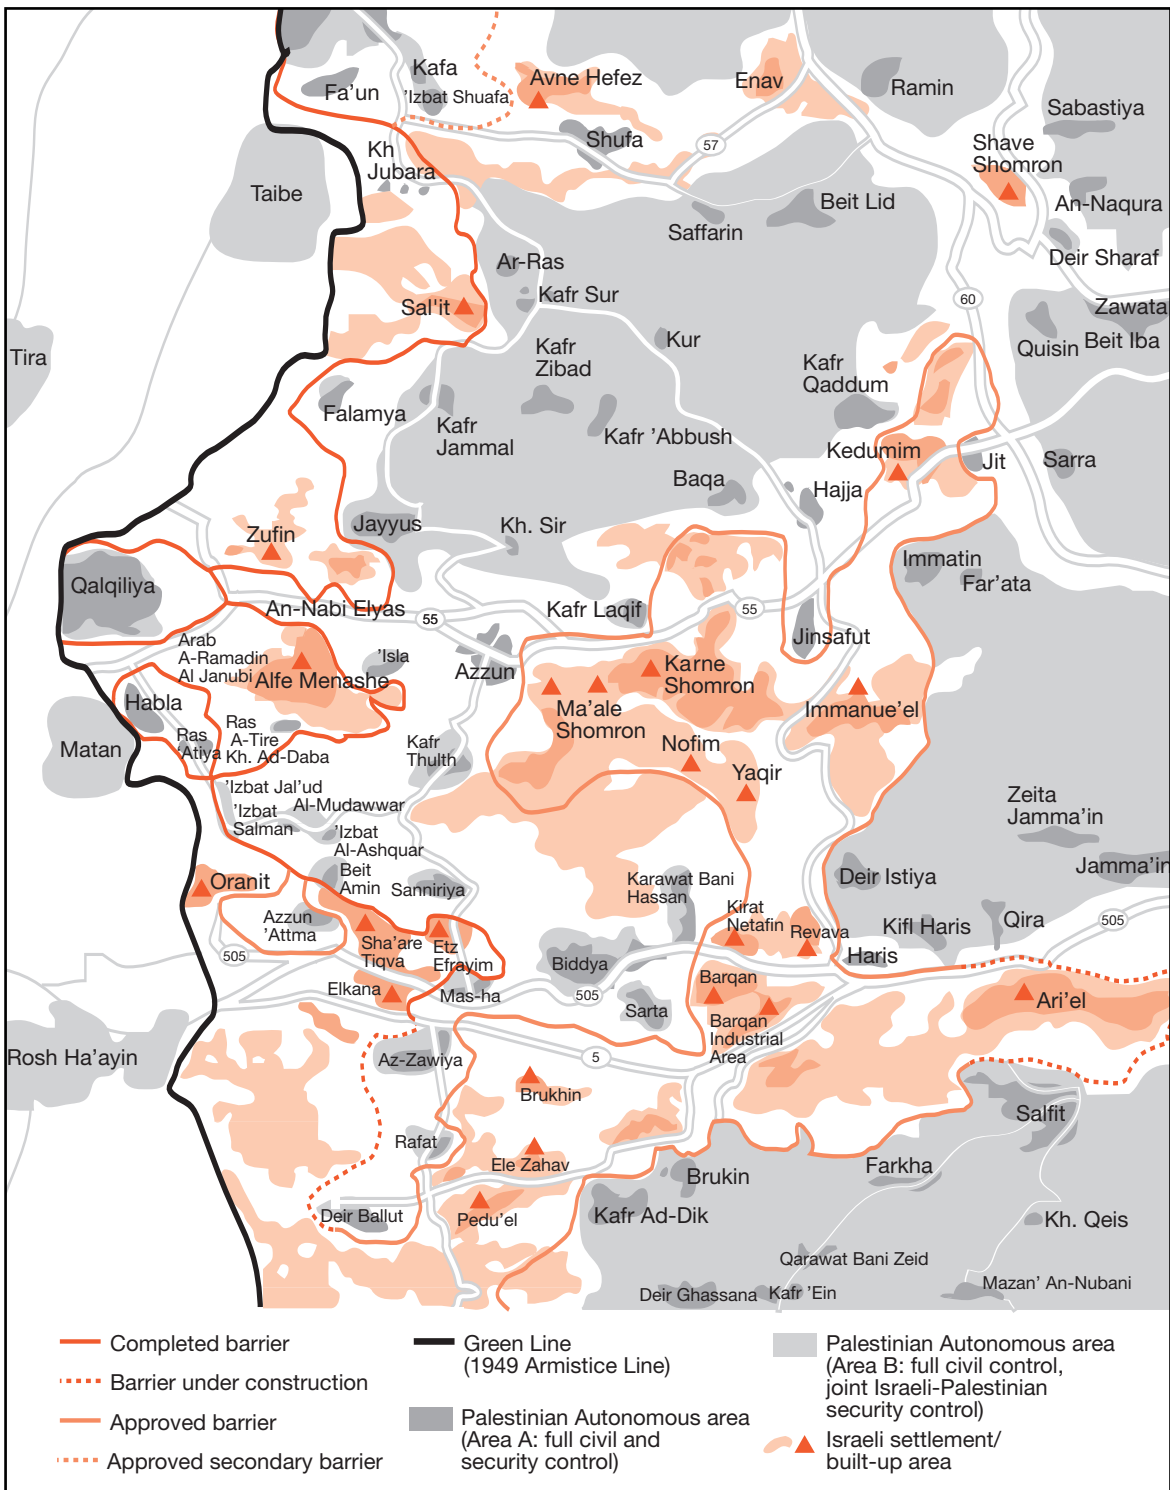 Kafa
Fa'un
'Izbat Shuafa
Avne Hefez
Enav
Ramin
Sabastiya
Shufa
57
Shave
Shomron
Kh
Jubara
Taibe
An-Naqura
Beit Lid
Saffarin
Deir Sharaf
Ar-Ras
Kafr Sur
Sal'it
60
Zawata
Tira
Kur
Quisin
Beit Iba
Kafr
Zibad
Kafr
Qaddum
Falamya
Kafr
Jammal
Kafr 'Abbush
Kedumim
Jit
Sarra
Baqa
Hajja
Zufin
Jayyus
Kh. Sir
Qalqiliya
Immatin
Far'ata
An-Nabi Elyas
55
Kafr Laqif
55
Jinsafut
Arab
A-Ramadin
Al Janubi
'Isla
Alfe Menashe
Azzun
Karne
Shomron
Habla
Ma'ale
Shomron
Immanue'el
Ras
'Atiya
Ras
A-Tire
Kh. Ad-Daba
Matan
Kafr
Thulth
Nofim
Yaqir
'Izbat Jal'ud
Al-Mudawwar
'Izbat
Salman
'Izbat
Al-Ashquar
Zeita
Jamma'in
Jamma'in
Oranit
Beit
Amin
Sanniriya
Karawat Bani
Hassan
Deir Istiya
Azzun
'Attma
Kirat
Netafin
Revava
Kifl Haris
Qira
505
505
Sha'are
Tiqva
Etz
Efrayim
Biddya
Haris
Elkana
Mas-ha
505
Barqan
Ari'el
Sarta
Barqan
Industrial
Area
Rosh Ha'ayin
Az-Zawiya
5
Brukhin
Salfit
Rafat
Ele Zahav
Farkha
Brukin
Deir Ballut
Pedu'el
Kafr Ad-Dik
Kh. Qeis
Qarawat Bani Zeid
Deir Ghassana
Kafr 'Ein
Mazan' An-Nubani
Completed barrier
Barrier under construction
Approved barrier
Approved secondary barrier
Green Line
(1949 Armistice Line)
Palestinian Autonomous area
(Area A: full civil and
security control)
Palestinian Autonomous area
(Area B: full civil control,
joint Israeli-Palestinian
security control)
Israeli settlement/
built-up area